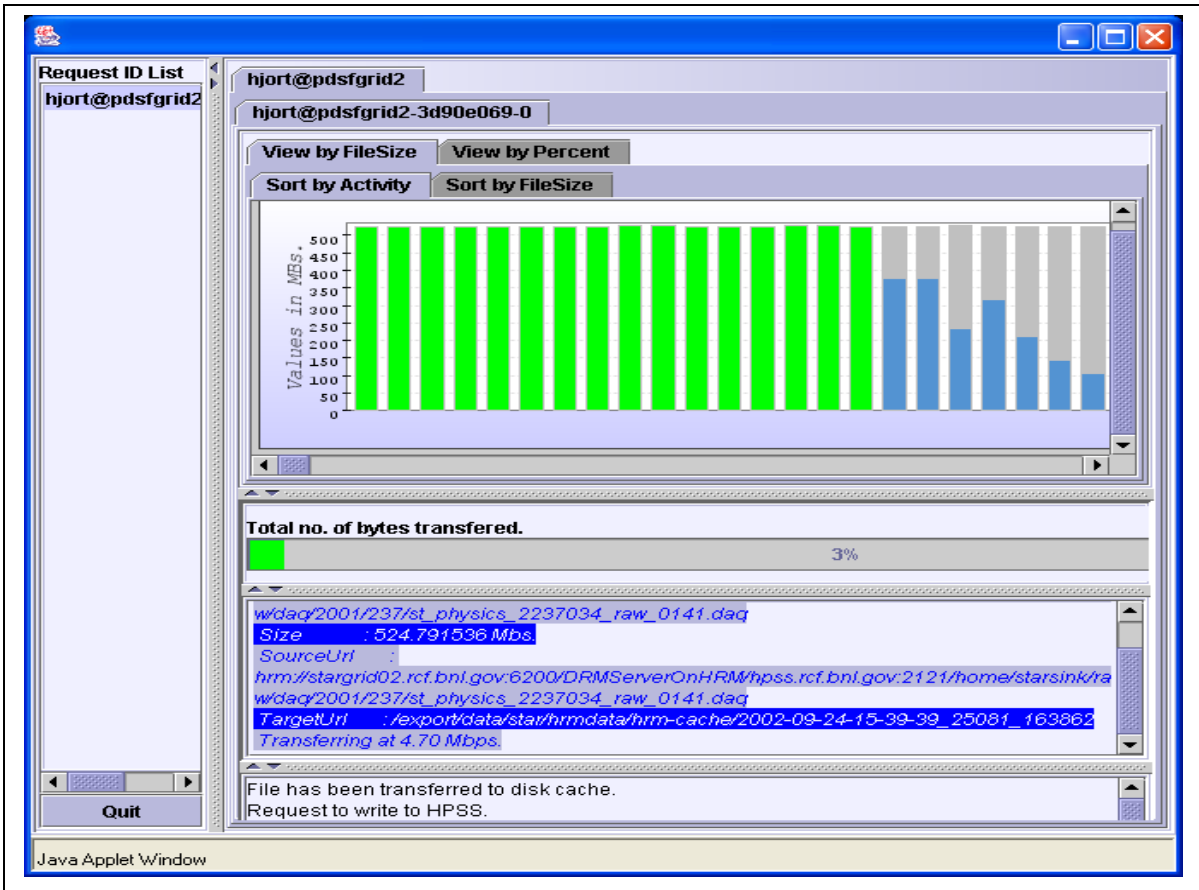 Request ID List
hjort@pdsfgrid2
hjort@pdsfgrid2
hjort@pdsfgrid2-3d90e069-0
View by FileSize
View by Percent
Sort by Activity
Sort by FileSize
Values in MBs.
500
450
400
350
300
250
200
150
100
50
0
Total no. of bytes transfered.
3%
w/daq/2001/237/st_physics_2237034_raw_0141.daq
Size : 524.791536 Mbs.
SourceUrl :
hrm://stargrid02.rcf.bnl.gov:6200/DRMServerOnHRM/hpss.rcf.bnl.gov:2121/home/starsink/ra
w/daq/2001/237/st_physics_2237034_raw_0141.daq
TargetUrl : /export/data/star/hrmdata/hrm-cache/2002-09-24-15-39-39_25081_163862
Transferring at 4.70 Mbps.
File has been transferred to disk cache.
Request to write to HPSS.
Quit
Java Applet Window